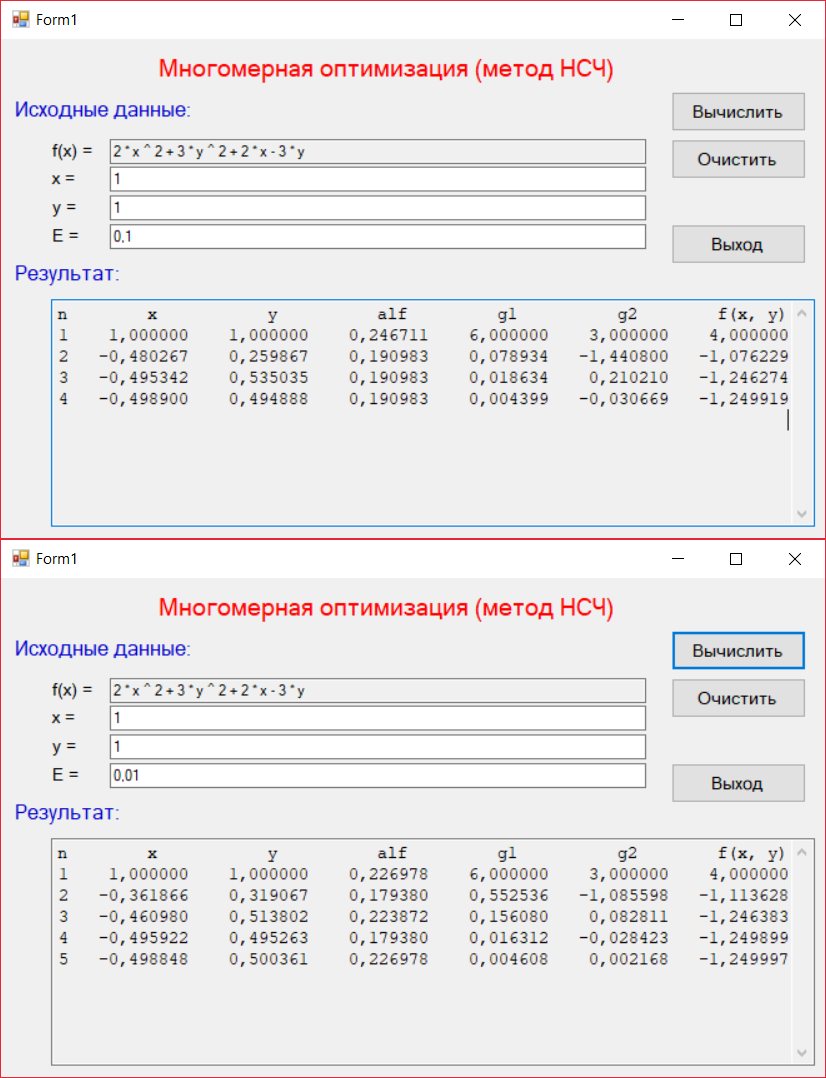 Form1
Многомерная оптимизация (метод НСЧ)
Исходные данные:
Вычислить
f(x) = 2*x^2+3*y^2+2*x-3*y
Очистить
x = 1
y = 1
E = 0,1
Выход
Результат:
n x y alf g1 g2 f(x, y)
1 1,000000 1,000000 0,246711 6,000000 3,000000 4,000000
2 -0,480267 0,259867 0,190983 0,078934 -1,440800 -1,076229
3 -0,495342 0,535035 0,190983 0,018634 0,210210 -1,246274
4 -0,498900 0,494888 0,190983 0,004399 -0,030669 -1,249919
Form1
Многомерная оптимизация (метод НСЧ)
Исходные данные:
Вычислить
f(x) = 2*x^2+3*y^2+2*x-3*y
Очистить
x = 1
y = 1
E = 0,01
Выход
Результат:
n x y alf g1 g2 f(x, y)
1 1,000000 1,000000 0,226978 6,000000 3,000000 4,000000
2 -0,361866 0,319067 0,179380 0,552536 -1,085598 -1,113628
3 -0,460980 0,513802 0,223872 0,156080 0,082811 -1,246383
4 -0,495922 0,495263 0,179380 0,016312 -0,028423 -1,249899
5 -0,498848 0,500361 0,226978 0,004608 0,002168 -1,249997